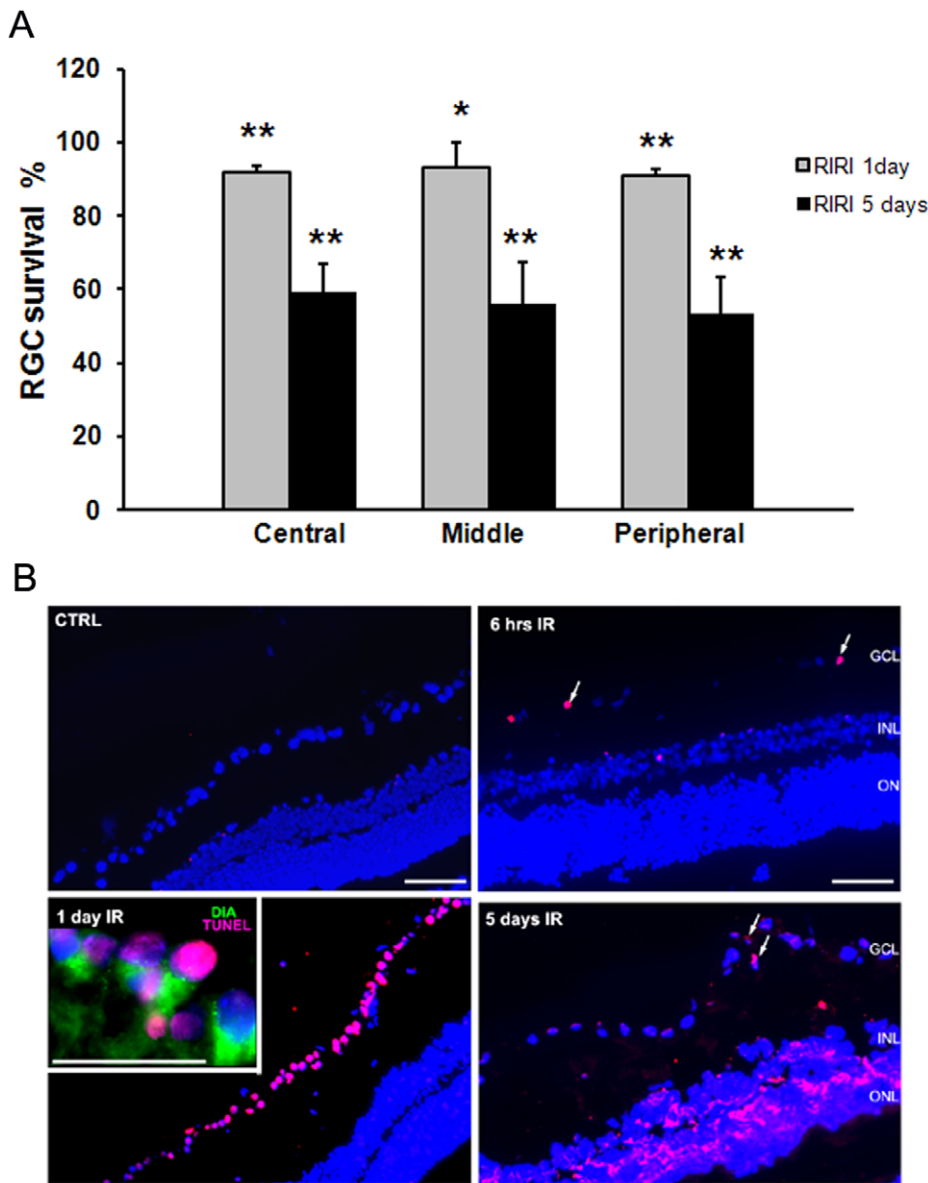 A
120
100
80
60
40
20
0
RGC survival %
**
*
**
**
**
**
RIRI 1day
RIRI 5 days
Central
Middle
Peripheral
B
CTRL
6 hrs IR
GCL
INL
ON
1 day IR
DIA
TUNEL
5 days IR
GCL
INL
ONL